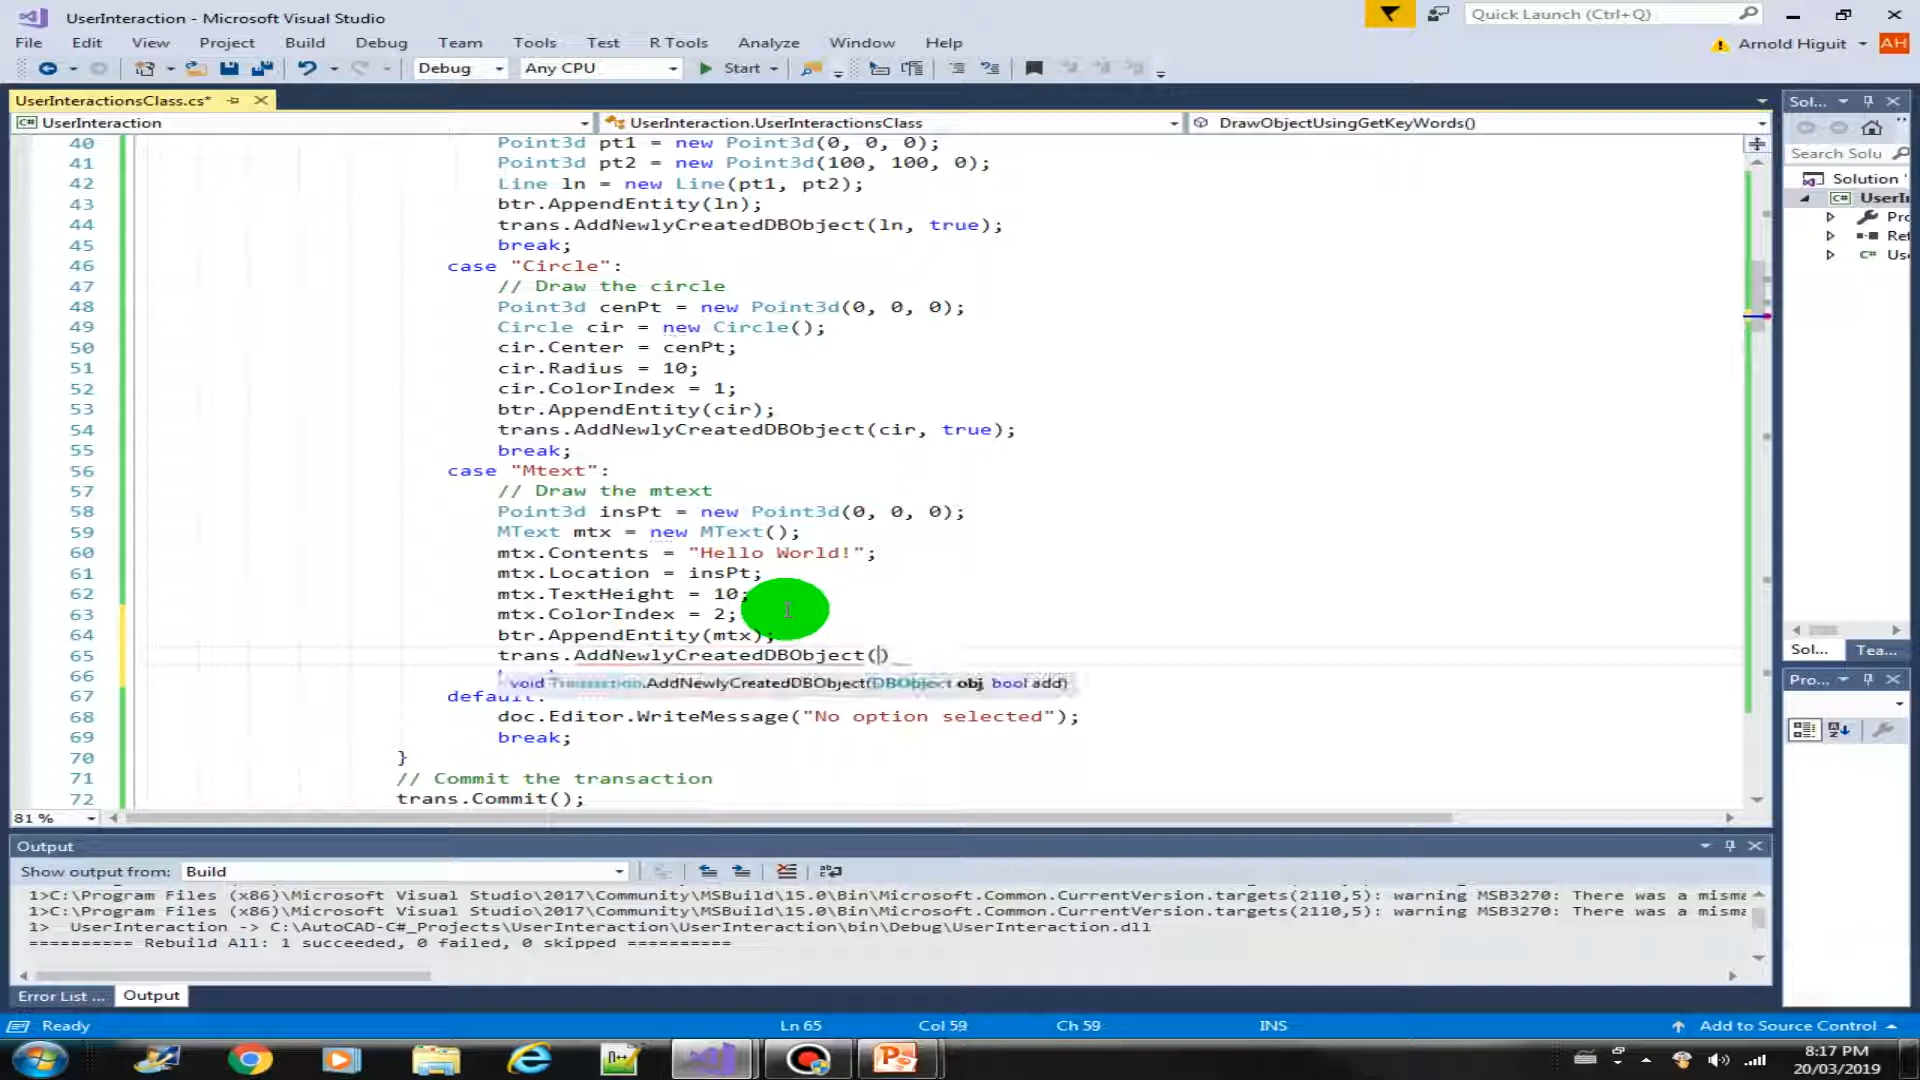 UserInteraction - Microsoft Visual Studio
Quick Launch (Ctrl+Q)
File Edit View Project Build Debug Team Tools Test R Tools Analyze Window Help
Arnold Higuit AH
Debug Any CPU Start
UserInteractionsClass.cs*
C# UserInteraction UserInteraction.UserInteractionsClass DrawObjectUsingGetKeyWords()
40 Point3d pt1 = new Point3d(0, 0, 0);
41 Point3d pt2 = new Point3d(100, 100, 0);
42 Line ln = new Line(pt1, pt2);
43 btr.AppendEntity(ln);
44 trans.AddNewlyCreatedDBObject(ln, true);
45 break;
46 case "Circle":
47 // Draw the circle
48 Point3d cenPt = new Point3d(0, 0, 0);
49 Circle cir = new Circle();
50 cir.Center = cenPt;
51 cir.Radius = 10;
52 cir.ColorIndex = 1;
53 btr.AppendEntity(cir);
54 trans.AddNewlyCreatedDBObject(cir, true);
55 break;
56 case "Mtext":
57 // Draw the mtext
58 Point3d insPt = new Point3d(0, 0, 0);
59 MText mtx = new MText();
60 mtx.Contents = "Hello World!";
61 mtx.Location = insPt;
62 mtx.TextHeight = 10;
63 mtx.ColorIndex = 2;
64 btr.AppendEntity(mtx);
65 trans.AddNewlyCreatedDBObject()
66 void Transaction.AddNewlyCreatedDBObject(DBObject obj, bool add)
67 default:
68 doc.Editor.WriteMessage("No option selected");
69 break;
70 }
71 // Commit the transaction
72 trans.Commit();
81 %
Sol...
Search Solu
Solution '
C# UserI
Pro
Ref
C# Use
Sol... Tea...
Pro...
Output
Show output from: Build
1>C:\Program Files (x86)\Microsoft Visual Studio\2017\Community\MSBuild\15.0\Bin\Microsoft.Common.CurrentVersion.targets(2110,5): warning MSB3270: There was a misma
1>C:\Program Files (x86)\Microsoft Visual Studio\2017\Community\MSBuild\15.0\Bin\Microsoft.Common.CurrentVersion.targets(2110,5): warning MSB3270: There was a misma
1> UserInteraction -> C:\AutoCAD-C#_Projects\UserInteraction\UserInteraction\bin\Debug\UserInteraction.dll
========== Rebuild All: 1 succeeded, 0 failed, 0 skipped ==========
Error List ... Output
Ready Ln 65 Col 59 Ch 59 INS Add to Source Control
8:17 PM
20/03/2019